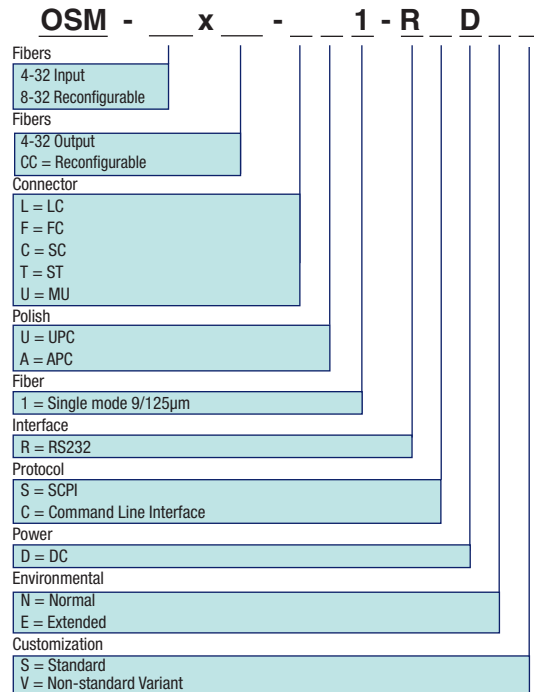 OSM - __ x __ - _ _ 1 - R _ D _ _
Fibers
4-32 Input
8-32 Reconfigurable
Fibers
4-32 Output
CC = Reconfigurable
Connector
L = LC
F = FC
C = SC
T = ST
U = MU
Polish
U = UPC
A = APC
Fiber
1 = Single mode 9/125µm
Interface
R = RS232
Protocol
S = SCPI
C = Command Line Interface
Power
D = DC
Environmental
N = Normal
E = Extended
Customization
S = Standard
V = Non-standard Variant